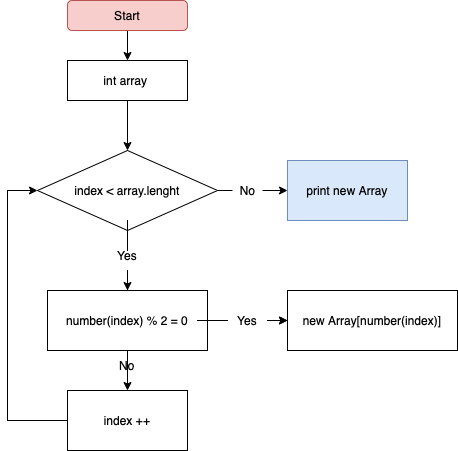 Start
int array
index < array.lenght
No
print new Array
Yes
number(index) % 2 = 0
Yes
new Array[number(index)]
No
index ++